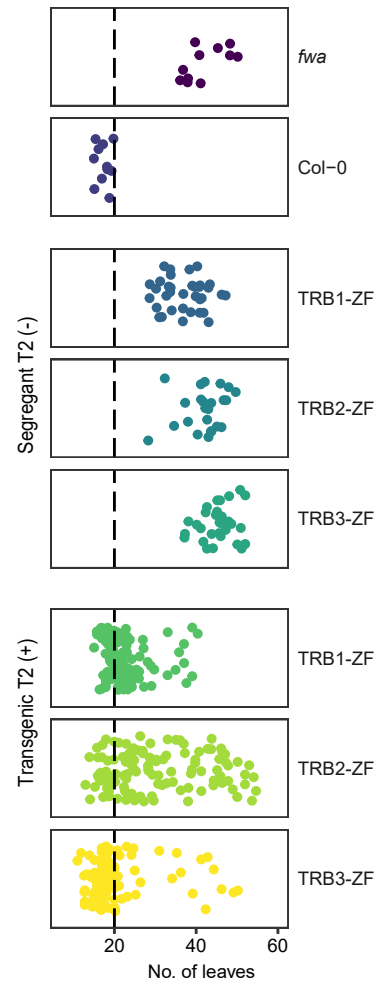 fwa
Col−0
Segregant T2 (-)
TRB1-ZF
TRB2-ZF
TRB3-ZF
Transgenic T2 (+)
TRB1-ZF
TRB2-ZF
TRB3-ZF
20 40 60
No. of leaves